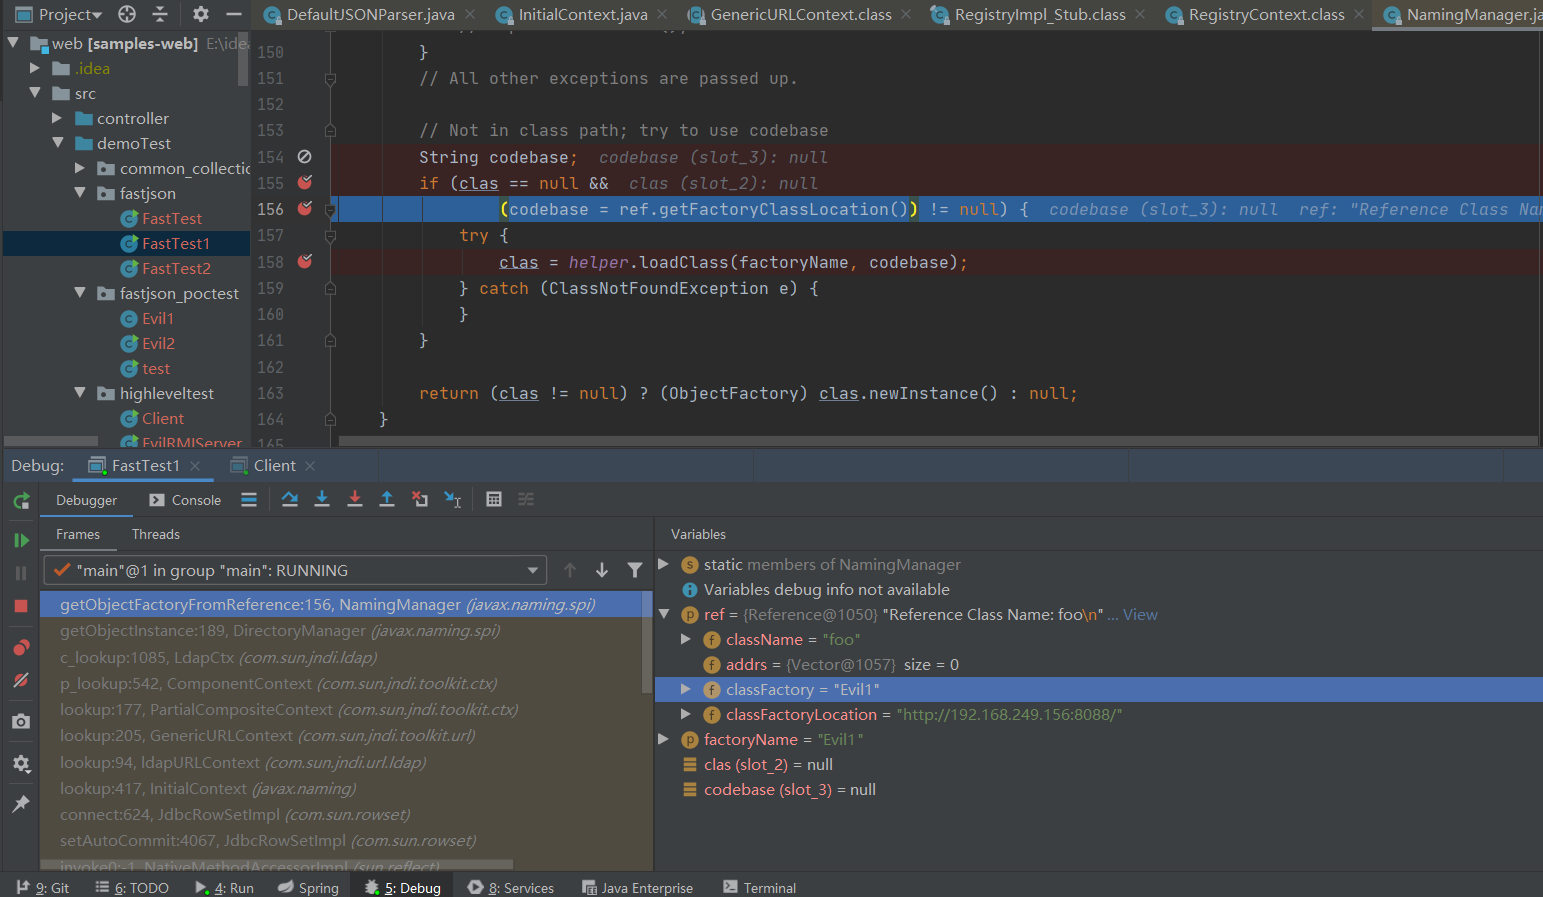 Project
DefaultJSONParser.java
InitialContext.java
GenericURLContext.class
RegistryImpl_Stub.class
RegistryContext.class
NamingManager.ja
web [samples-web] E:\idea
.idea
src
controller
demoTest
common_collectio
fastjson
FastTest
FastTest1
FastTest2
fastjson_poctest
Evil1
Evil2
test
highleveltest
Client
EvilRMIServer
150 }
151 // All other exceptions are passed up.
152
153 // Not in class path; try to use codebase
154 String codebase; codebase (slot_3): null
155 if (clas == null && clas (slot_2): null
156 (codebase = ref.getFactoryClassLocation()) != null) { codebase (slot_3): null ref: "Reference Class Nam
157 try {
158 clas = helper.loadClass(factoryName, codebase);
159 } catch (ClassNotFoundException e) {
160 }
161 }
162
163 return (clas != null) ? (ObjectFactory) clas.newInstance() : null;
164 }
165
Debug: FastTest1 Client
Debugger Console
Frames Threads
"main"@1 in group "main": RUNNING
getObjectFactoryFromReference:156, NamingManager (javax.naming.spi)
getObjectInstance:189, DirectoryManager (javax.naming.spi)
c_lookup:1085, LdapCtx (com.sun.jndi.ldap)
p_lookup:542, ComponentContext (com.sun.jndi.toolkit.ctx)
lookup:177, PartialCompositeContext (com.sun.jndi.toolkit.ctx)
lookup:205, GenericURLContext (com.sun.jndi.toolkit.url)
lookup:94, ldapURLContext (com.sun.jndi.url.ldap)
lookup:417, InitialContext (javax.naming)
connect:624, JdbcRowSetImpl (com.sun.rowset)
setAutoCommit:4067, JdbcRowSetImpl (com.sun.rowset)
invoke0:-1, NativeMethodAccessorImpl (sun.reflect)
Variables
static members of NamingManager
Variables debug info not available
ref = {Reference@1050} "Reference Class Name: foo\n" ... View
className = "foo"
addrs = {Vector@1057} size = 0
classFactory = "Evil1"
classFactoryLocation = "http://192.168.249.156:8088/"
factoryName = "Evil1"
clas (slot_2) = null
codebase (slot_3) = null
9: Git 6: TODO 4: Run Spring 5: Debug 8: Services Java Enterprise Terminal